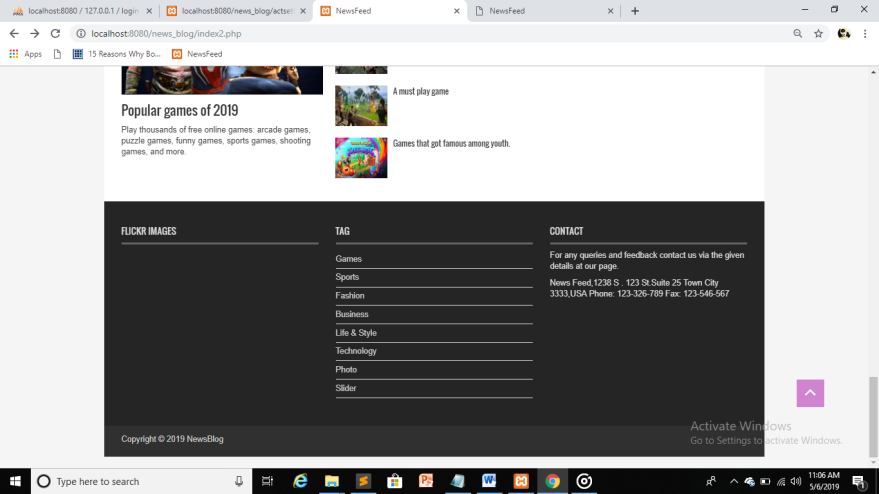 localhost:8080 / 127.0.0.1 / login
localhost:8080/news_blog/actset
NewsFeed
NewsFeed
localhost:8080/news_blog/index2.php
Apps
15 Reasons Why Bo...
NewsFeed
Popular games of 2019
Play thousands of free online games: arcade games,
puzzle games, funny games, sports games, shooting
games, and more.
A must play game
Games that got famous among youth.
FLICKR IMAGES
TAG
Games
Sports
Fashion
Business
Life & Style
Technology
Photo
Slider
CONTACT
For any queries and feedback contact us via the given
details at our page.
News Feed,1238 S . 123 St.Suite 25 Town City
3333,USA Phone: 123-326-789 Fax: 123-546-567
Copyright © 2019 NewsBlog
Activate Windows
Go to Settings to activate Windows.
Type here to search
11:06 AM
5/6/2019